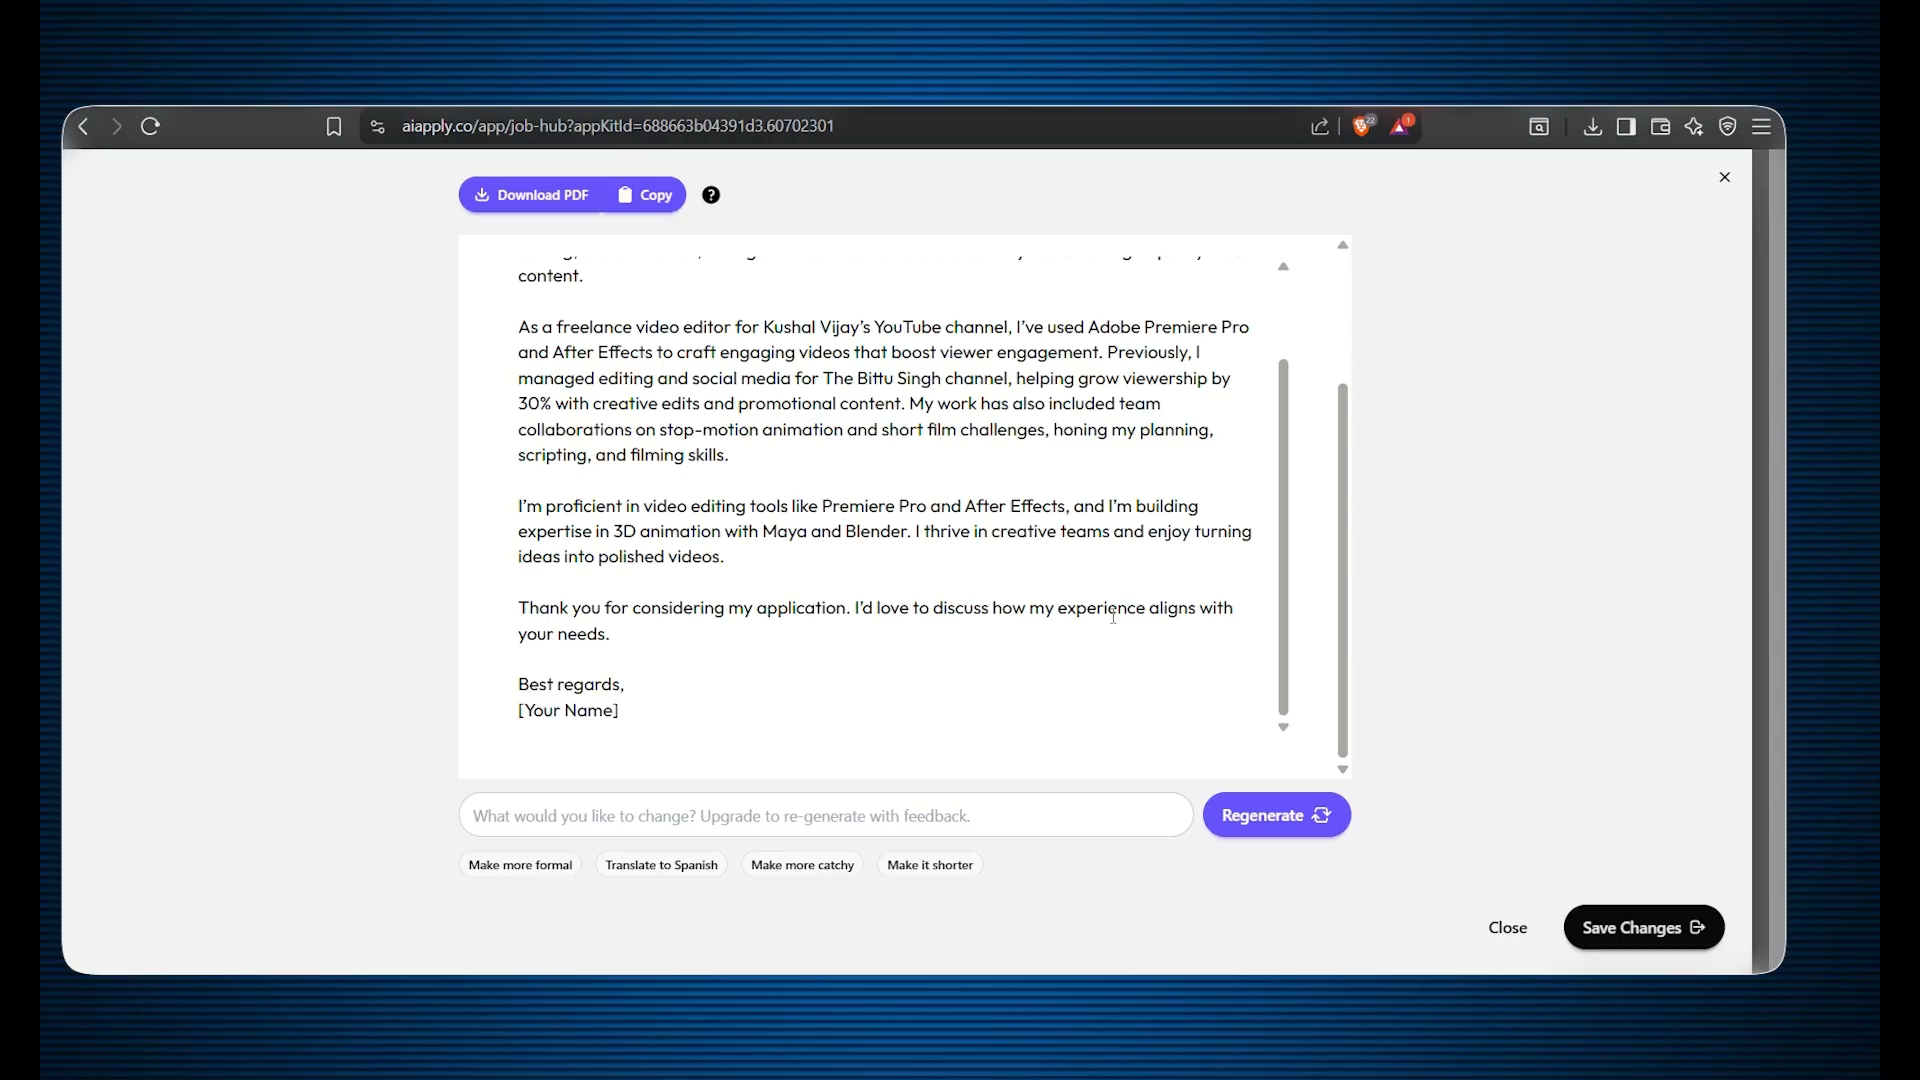 aiapply.co/app/job-hub?appKitId=688663b04391d3.60702301
22
1
Download PDF
Copy
?
content.
As a freelance video editor for Kushal Vijay’s YouTube channel, I’ve used Adobe Premiere Pro
and After Effects to craft engaging videos that boost viewer engagement. Previously, I
managed editing and social media for The Bittu Singh channel, helping grow viewership by
30% with creative edits and promotional content. My work has also included team
collaborations on stop-motion animation and short film challenges, honing my planning,
scripting, and filming skills.
I’m proficient in video editing tools like Premiere Pro and After Effects, and I’m building
expertise in 3D animation with Maya and Blender. I thrive in creative teams and enjoy turning
ideas into polished videos.
Thank you for considering my application. I’d love to discuss how my experience aligns with
your needs.
Best regards,
[Your Name]
What would you like to change? Upgrade to re-generate with feedback.
Regenerate
Make more formal
Translate to Spanish
Make more catchy
Make it shorter
Close
Save Changes